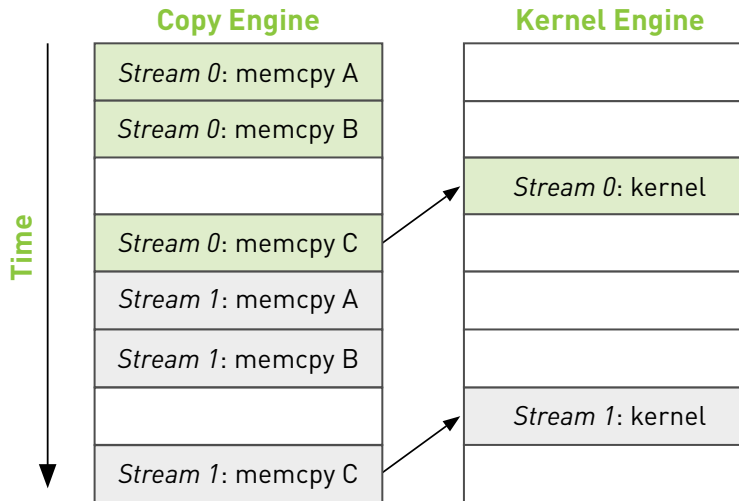 Copy Engine
Kernel Engine
Time
Stream 0: memcpy A
Stream 0: memcpy B
Stream 0: kernel
Stream 0: memcpy C
Stream 1: memcpy A
Stream 1: memcpy B
Stream 1: kernel
Stream 1: memcpy C